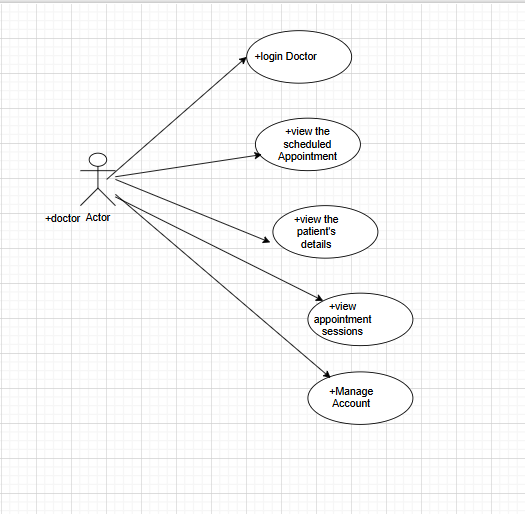 +login Doctor
+view the
scheduled
Appointment
+doctor Actor
+view the
patient's
details
+view
appointment
sessions
+Manage
Account